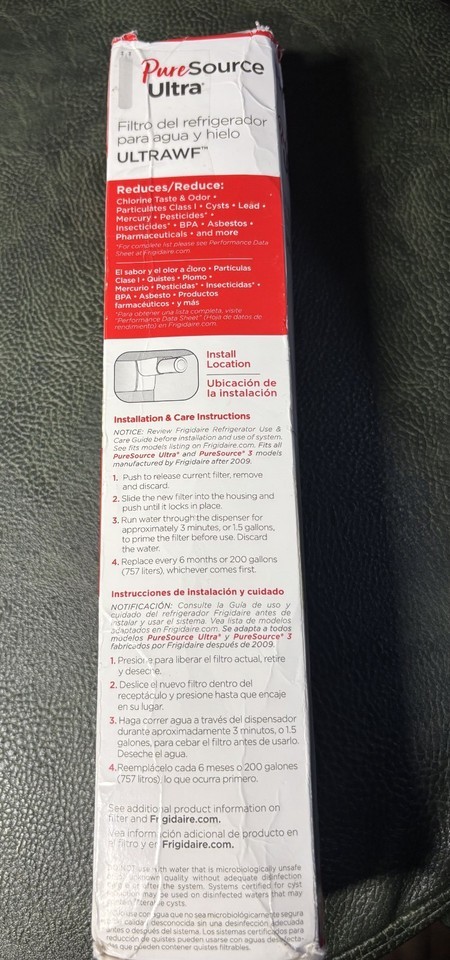 PureSource
Ultra®
Filtro del refrigerador
para agua y hielo
ULTRAWF™
Reduces/Reduce:
Chlorine Taste & Odor •
Particulates Class I • Cysts • Lead •
Mercury • Pesticides* •
Insecticides* • BPA • Asbestos •
Pharmaceuticals • and more
*For complete list please see Performance Data
Sheet at Frigidaire.com
El sabor y el olor a cloro • Partículas
Clase I • Quistes • Plomo •
Mercurio • Pesticidas* • Insecticidas* •
BPA • Asbesto • Productos
farmacéuticos • y más
*Para obtener una lista completa, visite
"Performance Data Sheet" (Hoja de datos de
rendimiento) en Frigidaire.com.
Install
Location
Ubicación de
la instalación
Installation & Care Instructions
NOTICE: Review Frigidaire Refrigerator Use &
Care Guide before installation and use of system.
See fits models listing on Frigidaire.com. Fits all
PureSource Ultra® and PureSource® 3 models
manufactured by Frigidaire after 2009.
1. Push to release current filter, remove
and discard.
2. Slide the new filter into the housing and
push until it locks in place.
3. Run water through the dispenser for
approximately 3 minutes, or 1.5 gallons,
to prime the filter before use. Discard
the water.
4. Replace every 6 months or 200 gallons
(757 liters), whichever comes first.
Instrucciones de instalación y cuidado
NOTIFICACIÓN: Consulte la Guía de uso y
cuidado del refrigerador Frigidaire antes de
instalar y usar el sistema. Vea lista de modelos
adaptados en Frigidaire.com. Se adapta a todos
modelos PureSource Ultra® y PureSource® 3
fabricados por Frigidaire después de 2009.
1. Presione para liberar el filtro actual, retire
y deseche.
2. Deslice el nuevo filtro dentro del
receptáculo y presione hasta que encaje
en su lugar.
3. Haga correr agua a través del dispensador
durante aproximadamente 3 minutos, o 1.5
galones, para cebar el filtro antes de usarlo.
Deseche el agua.
4. Reemplácelo cada 6 meses o 200 galones
(757 litros), lo que ocurra primero.
See additional product information on
filter and Frigidaire.com.
Vea información adicional de producto en
el filtro y en Frigidaire.com.
NOT use with water that is microbiologically unsafe
quality without adequate disinfection
or after the system. Systems certified for cyst
may be used on disinfected waters that may
cysts.
use con agua que no sea microbiológicamente segura
calidad desconocida sin una desinfección adecuada
antes o después del sistema. Los sistemas certificados para
reducción de quistes pueden usarse con aguas
que pueden contener quistes filtrables.